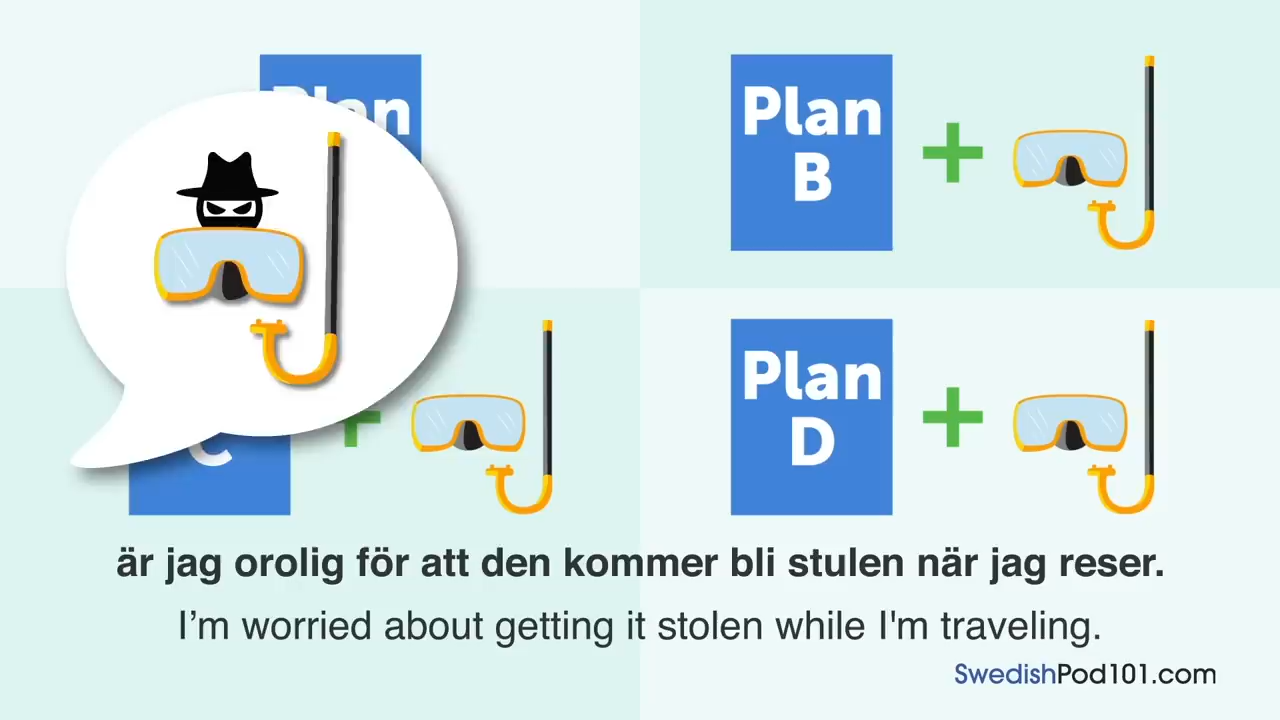 Plan
Plan
B
C
Plan
D
är jag orolig för att den kommer bli stulen när jag reser.
I’m worried about getting it stolen while I'm traveling.
SwedishPod101.com